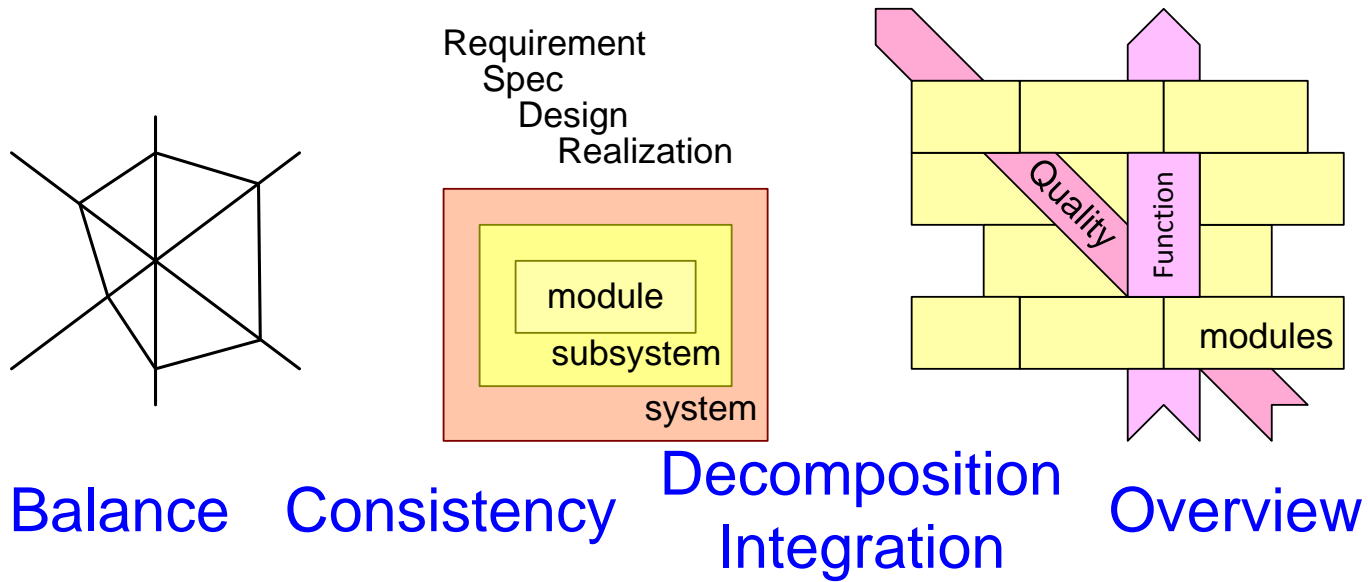 Requirement
Spec
Design
Realization
module
subsystem
system
Quality
Function
modules
Balance
Consistency
Decomposition
Integration
Overview